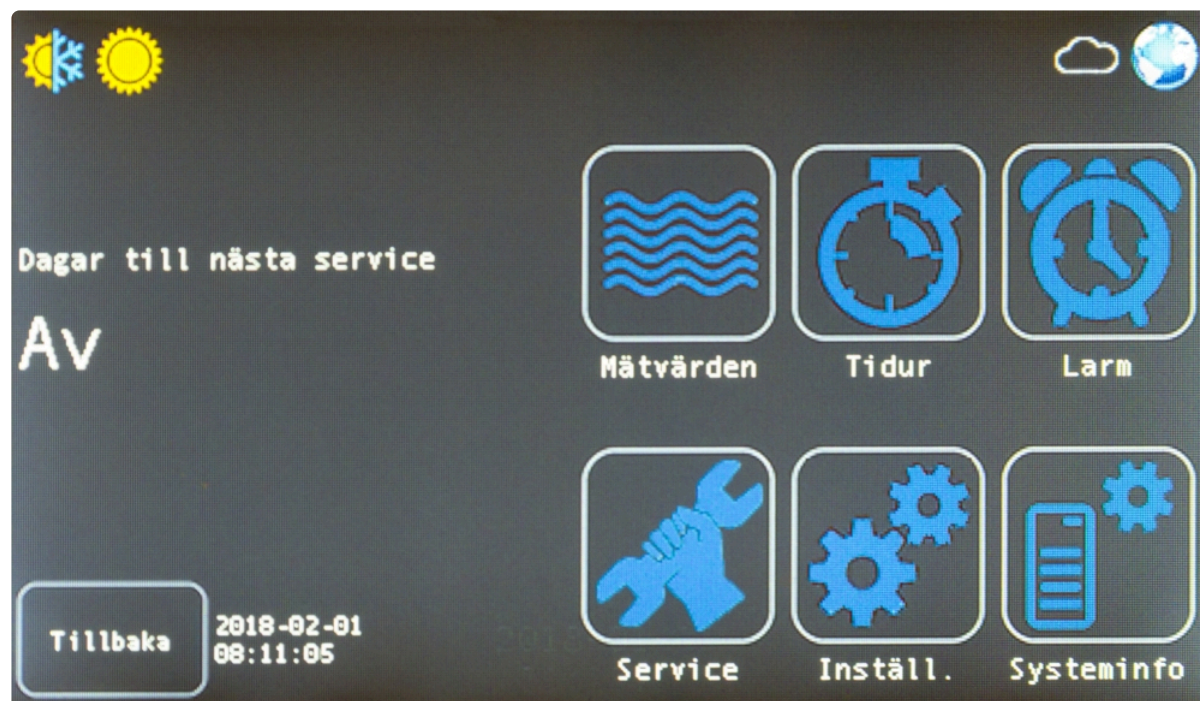 Dagar till nästa service
Av
Mätvärden
Tidur
Larm
Service
Inställ.
Systeminfo
Tillbaka
2018-02-01
08:11:05